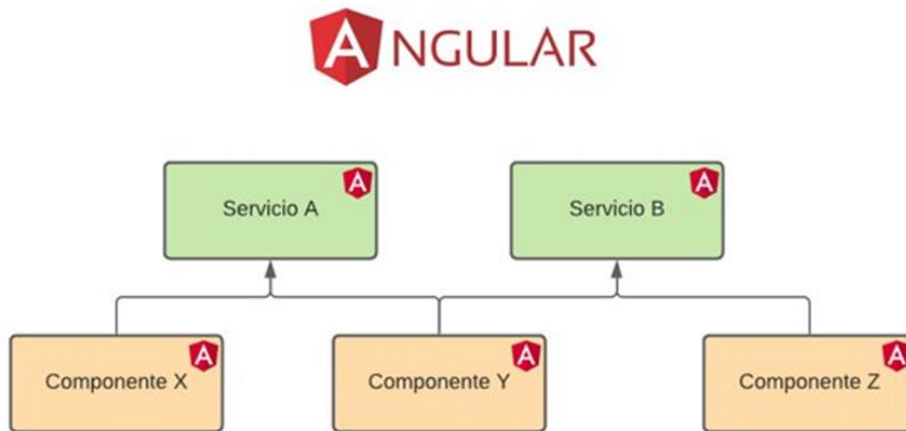 ANGULAR
Servicio A
Servicio B
Componente X
Componente Y
Componente Z